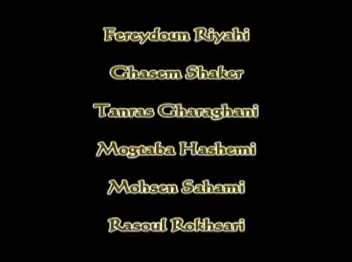 Fereydoun Riyahi
Ghasem Shaker
Tanras Gharaghani
Mogtaba Hashemi
Mohsen Sahami
Rasoul Rokhsari